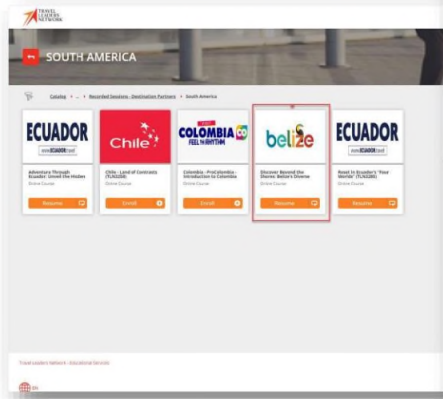 TRAVEL
LEADERS
NETWORK
SOUTH AMERICA
Catalog > ... > Recorded Sessions - Destination Partners > South America
ECUADOR
Chile
VISIT
COLOMBIA CO
FEEL THE RHYTHM
belize
ECUADOR
Adventure Through
Ecuador: Unveil the Hidden
Online Course
Resume
Chile - Land of Contrasts
Online Course
Enroll
Colombia - ProColombia -
Introduction to Colombia
Online Course
Enroll
Discover Beyond the
Shores: Belize's Diverse
Online Course
Resume
Revel in Ecuador's 'Four
Worlds'
Online Course
Resume
Travel Leaders Network - Educational Services
EN